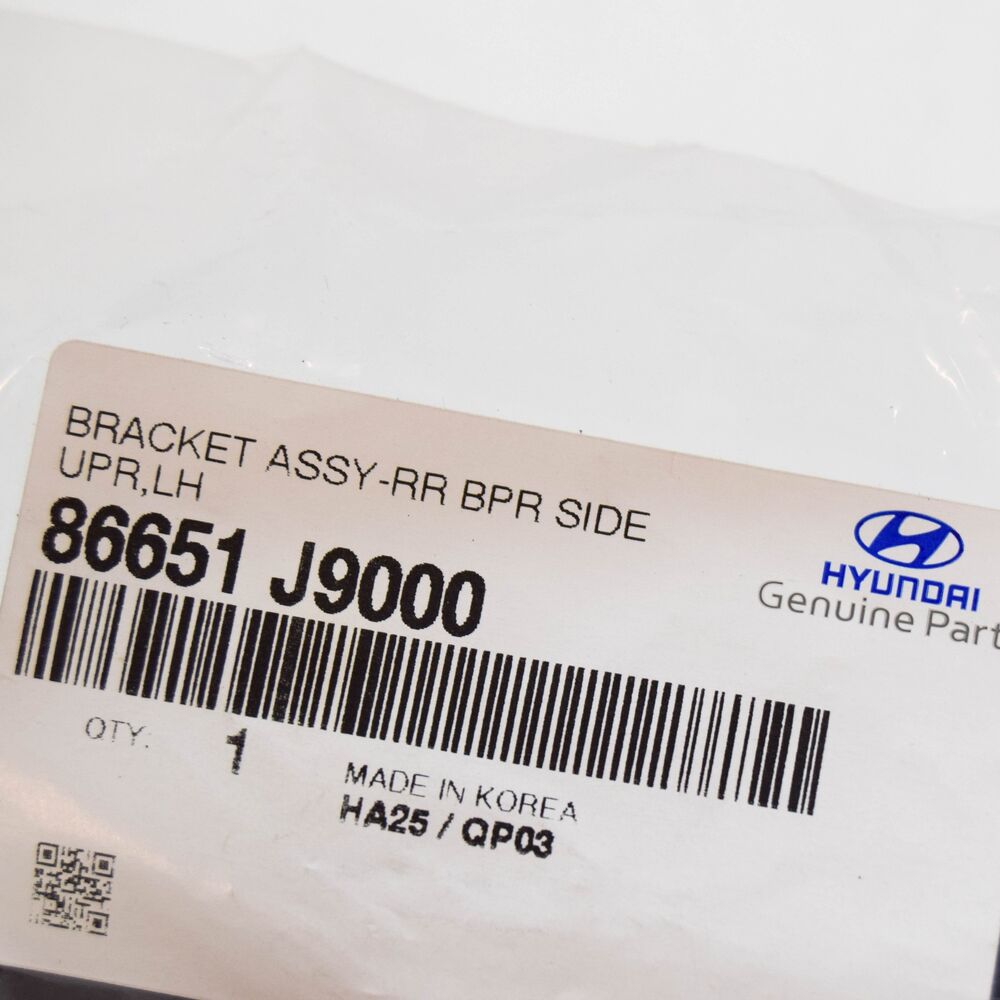 BRACKET ASSY-RR BPR SIDE
UPR,LH
86651 J9000
HYUNDAI
Genuine Part
QTY: 1
MADE IN KOREA
HA25 / QP03